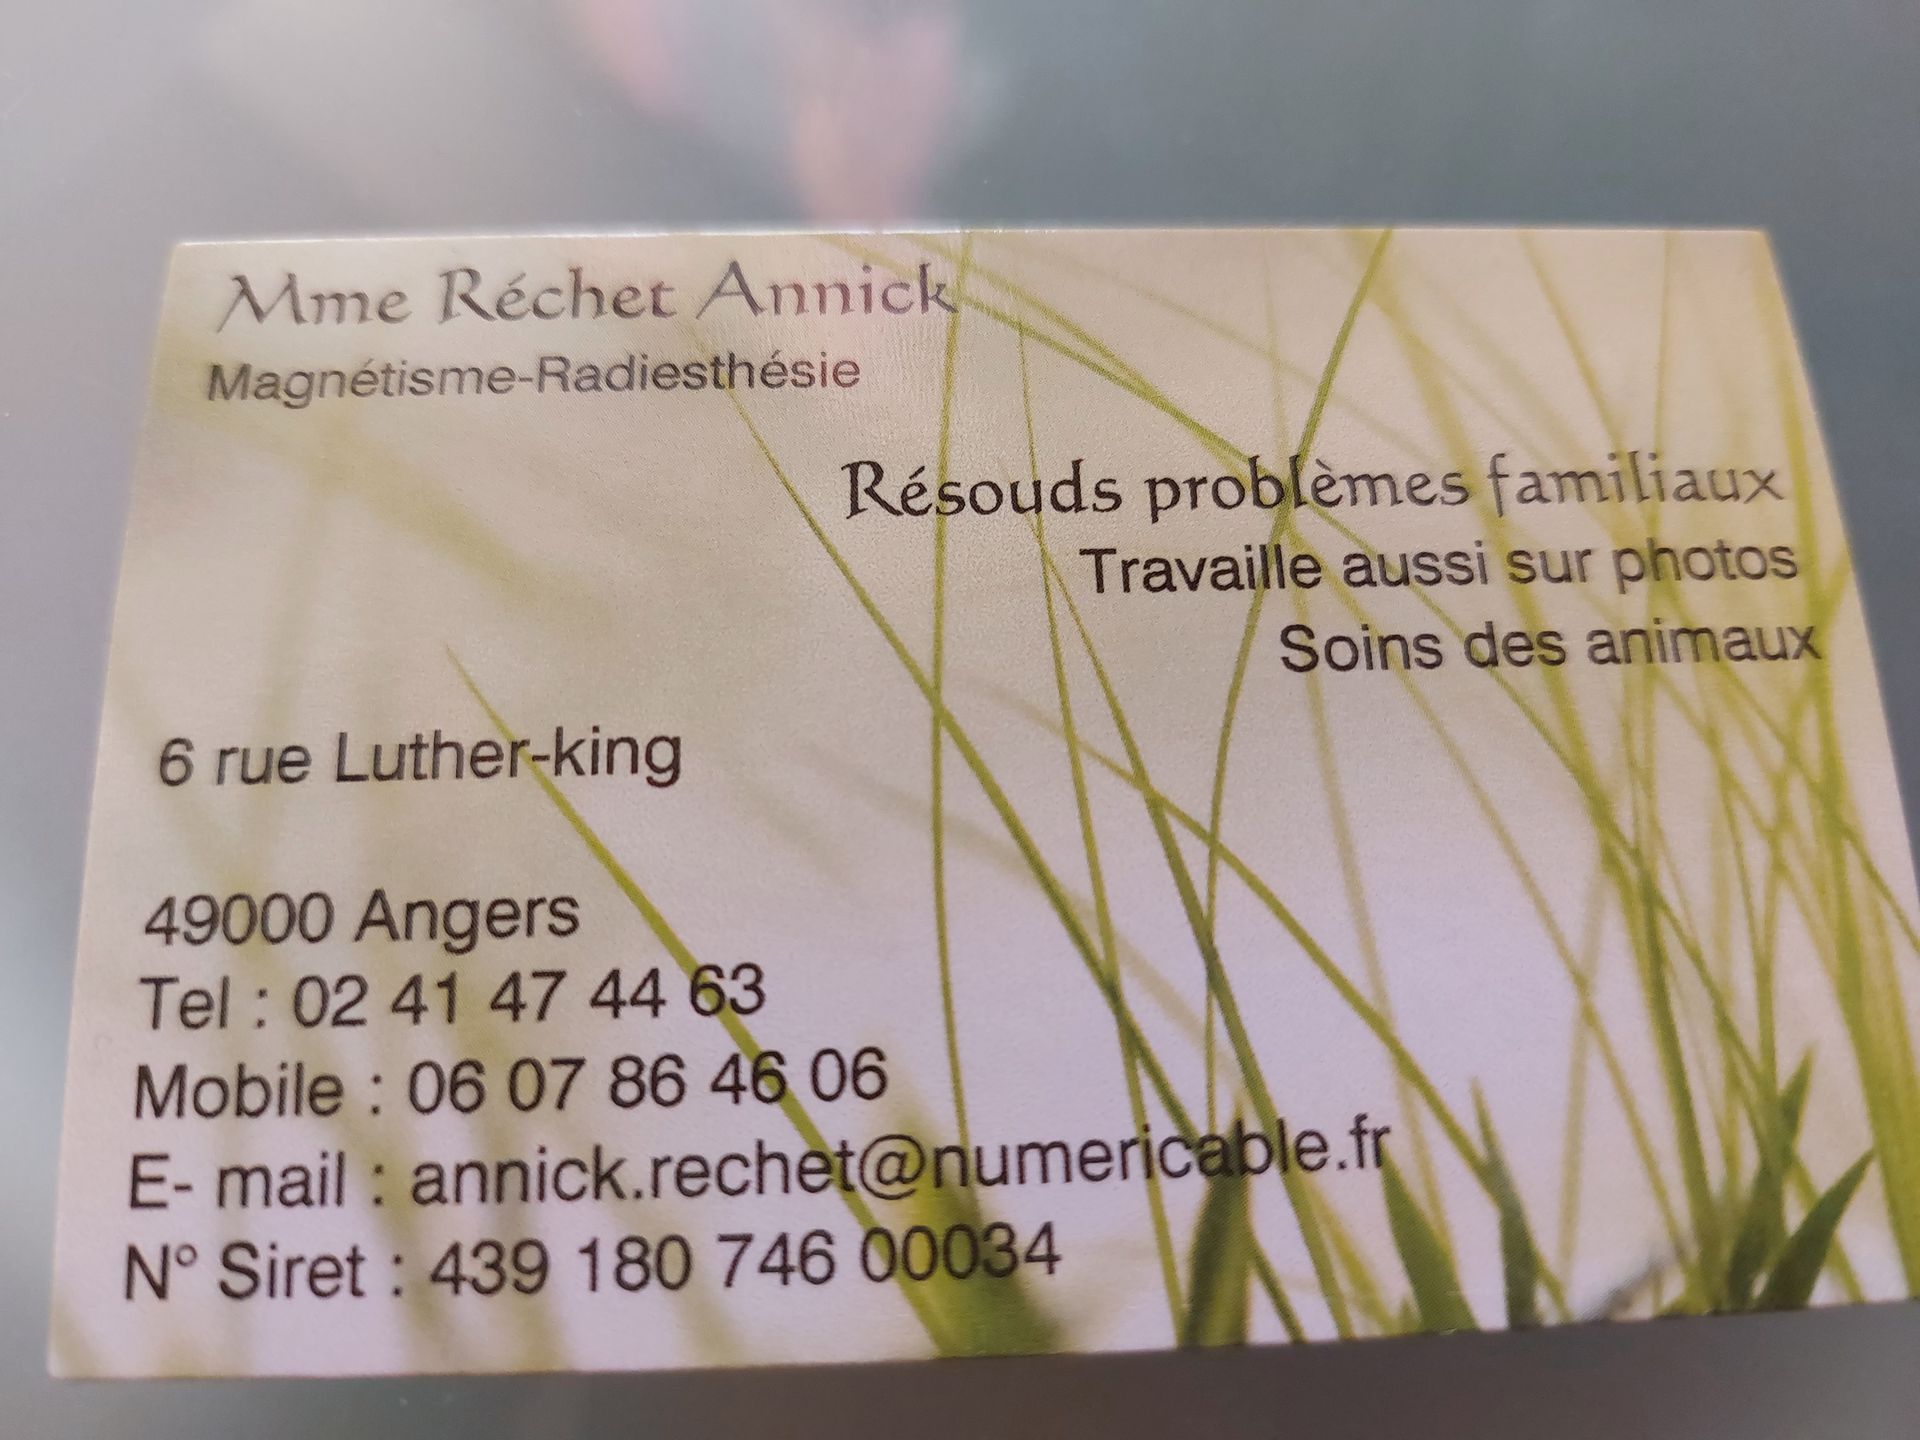 Mme Réchet Annick
Magnétisme-Radiesthésie
Résouds problèmes familiaux
Travaille aussi sur photos
Soins des animaux
6 rue Luther-king
49000 Angers
Tel : 02 41 47 44 63
Mobile : 06 07 86 46 06
E- mail : annick.rechet@numericable.fr
N° Siret : 439 180 746 00034